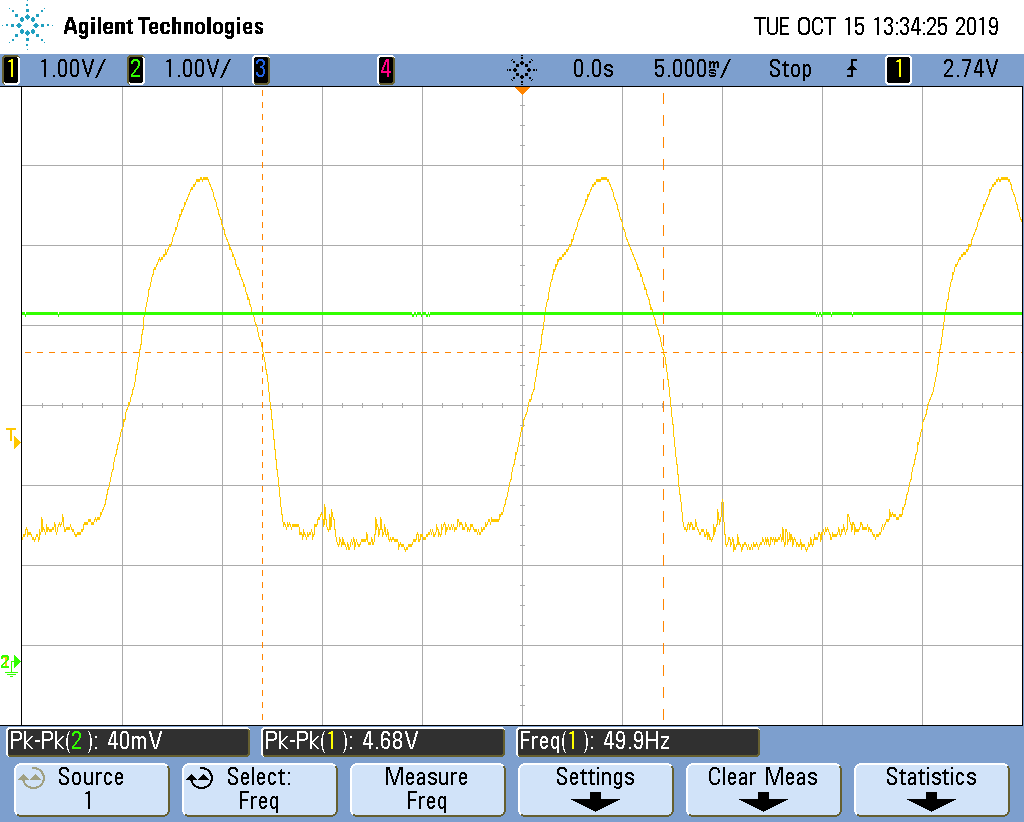 Agilent Technologies TUE OCT 15 13:34:25 2019
1 1.00V/ 2 1.00V/ 3 4 0.0s 5.000ms/ Stop 1 2.74V
T
2
Pk-Pk(2): 40mV Pk-Pk(1): 4.68V Freq(1): 49.9Hz
Source Select: Measure Settings Clear Meas Statistics
1 Freq Freq